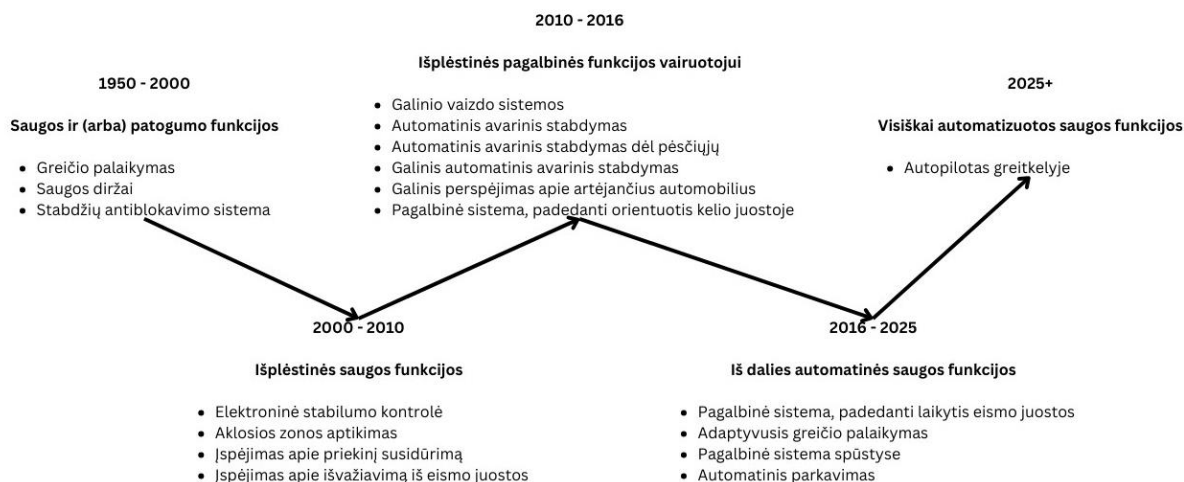 1950 - 2000
Saugos ir (arba) patogumo funkcijos
• Greičio palaikymas
• Saugos diržai
• Stabdžių antiblokavimo sistema
2000 - 2010
Išplėstinės saugos funkcijos
• Elektroninė stabilumo kontrolė
• Aklosios zonos aptikimas
• Įspėjimas apie priekinį susidūrimą
• Įspėjimas apie išvažiavimą iš eismo juostos
2010 - 2016
Išplėstinės pagalbinės funkcijos vairuotojui
• Galinio vaizdo sistemos
• Automatinis avarinis stabdymas
• Automatinis avarinis stabdymas dėl pėsčiųjų
• Galinis automatinis avarinis stabdymas
• Galinis perspėjimas apie artėjančius automobilius
• Pagalbinė sistema, padedanti orientuotis kelio juostoje
2016 - 2025
Iš dalies automatinės saugos funkcijos
• Pagalbinė sistema, padedanti laikytis eismo juostos
• Adaptyvusis greičio palaikymas
• Pagalbinė sistema spūstyse
• Automatinis parkavimas
2025+
Visiškai automatizuotos saugos funkcijos
• Autopilotas greitkelyje